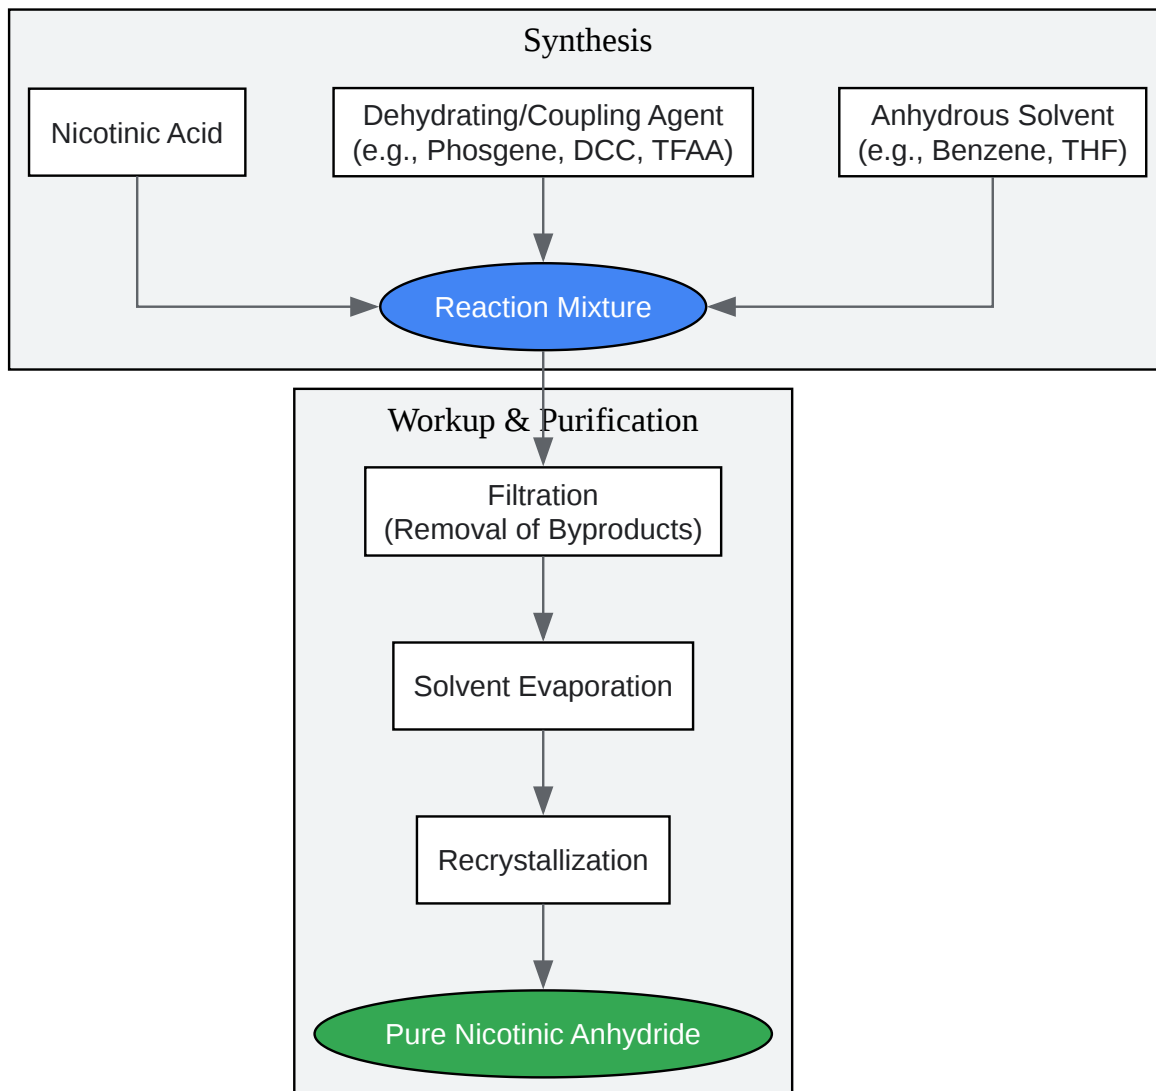 Synthesis
Nicotinic Acid
Dehydrating/Coupling Agent
(e.g., Phosgene, DCC, TFAA)
Anhydrous Solvent
(e.g., Benzene, THF)
Reaction Mixture
Workup & Purification
Filtration
(Removal of Byproducts)
Solvent Evaporation
Recrystallization
Pure Nicotinic Anhydride